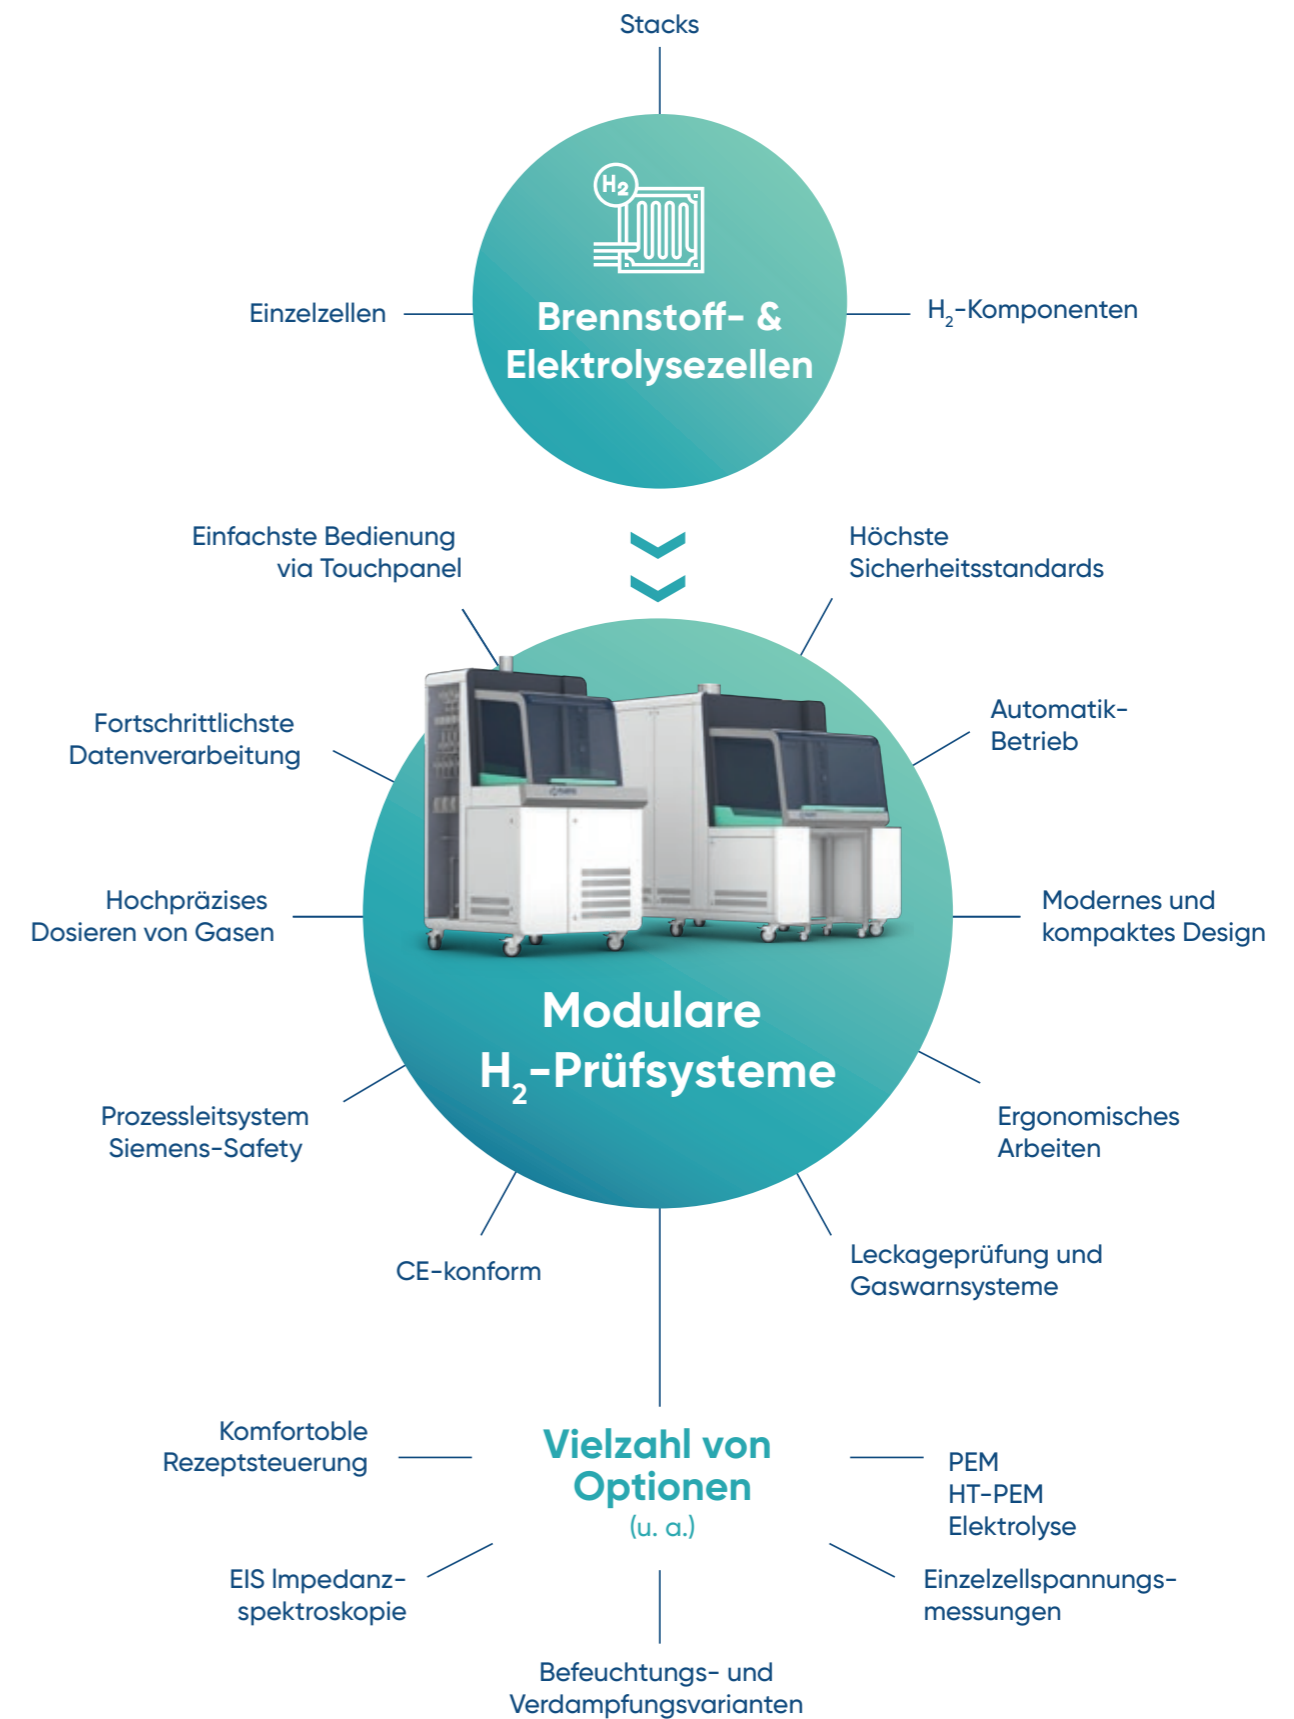 Stacks
H2
Einzelzellen
Brennstoff- &
Elektrolysezellen
H2-Komponenten
Einfachste Bedienung
via Touchpanel
Höchste
Sicherheitsstandards
Fortschrittlichste
Datenverarbeitung
Automatik-
Betrieb
Hochpräzises
Dosieren von Gasen
Modernes und
kompaktes Design
Modulare
H2-Prüfsysteme
Prozessleitsystem
Siemens-Safety
Ergonomisches
Arbeiten
CE-konform
Leckageprüfung und
Gaswarnsysteme
Komfortoble
Rezeptsteuerung
Vielzahl von
Optionen
(u. a.)
PEM
HT-PEM
Elektrolyse
EIS Impedanz-
spektroskopie
Einzelzellspannungs-
messungen
Befeuchtungs- und
Verdampfungsvarianten